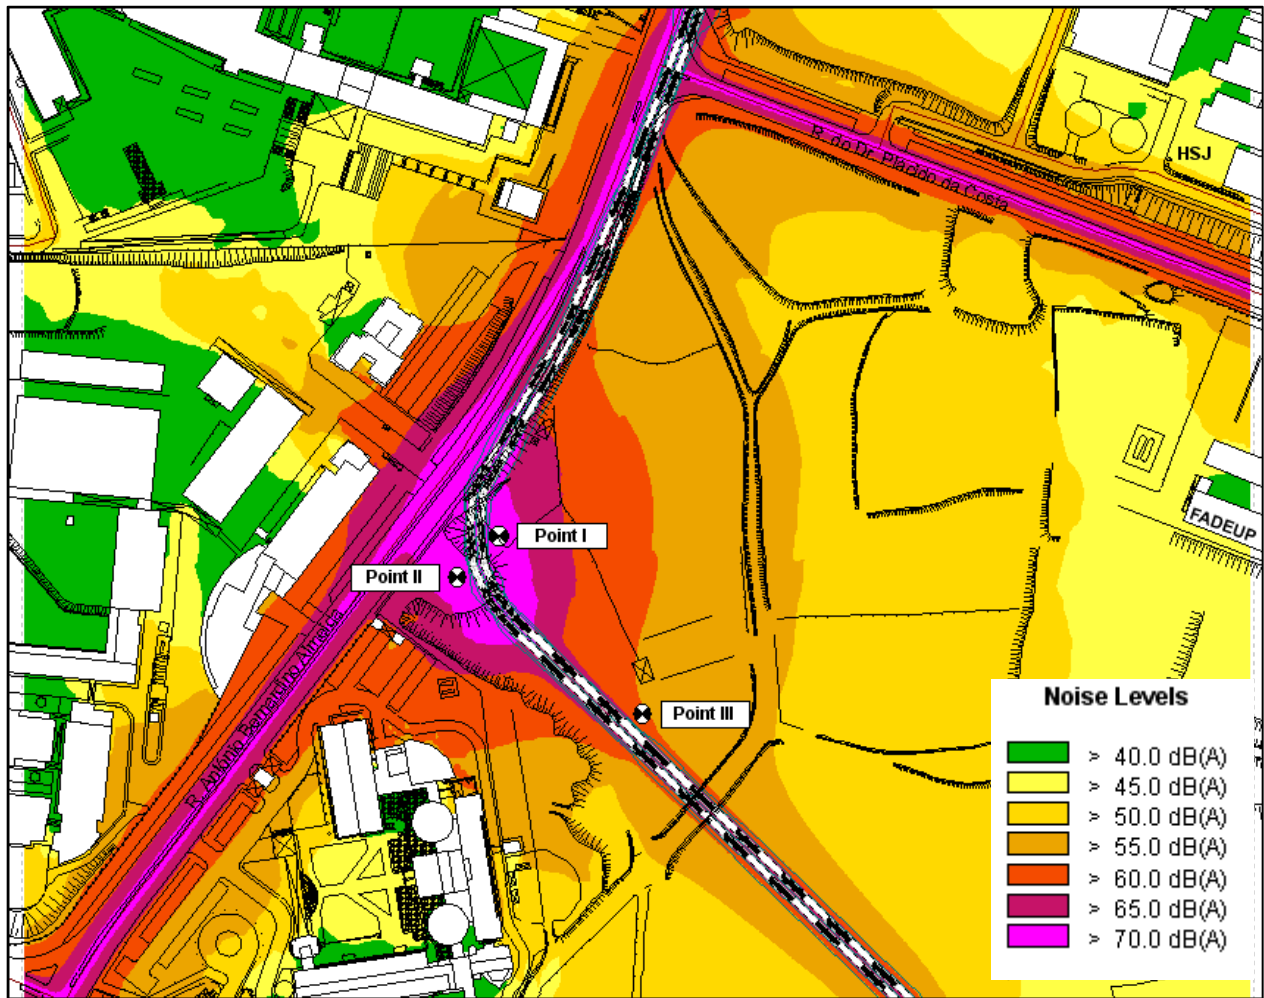 R. do Dr. Plácido da Costa
HSJ
FADEUP
Point I
Point II
R. António Bernardino Almeida
Point III
Noise Levels
> 40.0 dB(A)
> 45.0 dB(A)
> 50.0 dB(A)
> 55.0 dB(A)
> 60.0 dB(A)
> 65.0 dB(A)
> 70.0 dB(A)